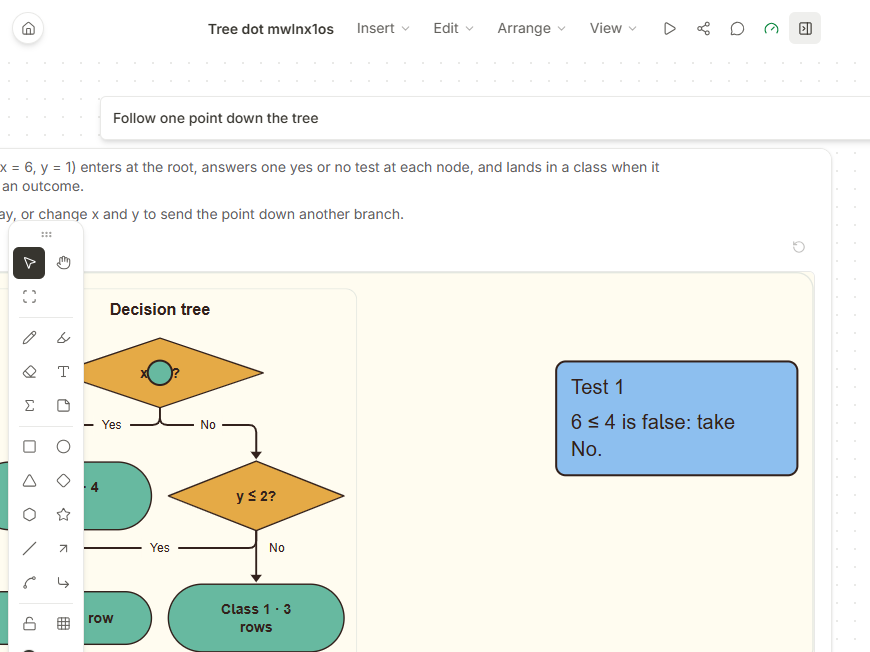 Tree dot mwlnx1os
Insert
Edit
Arrange
View
Follow one point down the tree
x = 6, y = 1) enters at the root, answers one yes or no test at each node, and lands in a class when it
an outcome.
ay, or change x and y to send the point down another branch.
Decision tree
x ?
Yes
No
· 4
y ≤ 2?
Yes
No
row
Class 1 · 3
rows
Test 1
6 ≤ 4 is false: take
No.